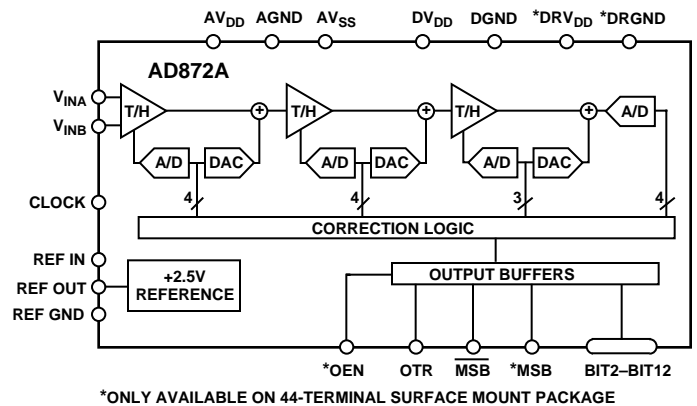 AVDD AGND AVSS DVDD DGND *DRVDD *DRGND
AD872A
VINA
VINB
T/H + T/H + T/H + A/D
A/D DAC A/D DAC A/D DAC
4 4 3 4
CLOCK
CORRECTION LOGIC
REF IN
REF OUT
REF GND
+2.5V
REFERENCE
OUTPUT BUFFERS
*OEN OTR M̅S̅B̅ *MSB BIT2–BIT12
*ONLY AVAILABLE ON 44-TERMINAL SURFACE MOUNT PACKAGE